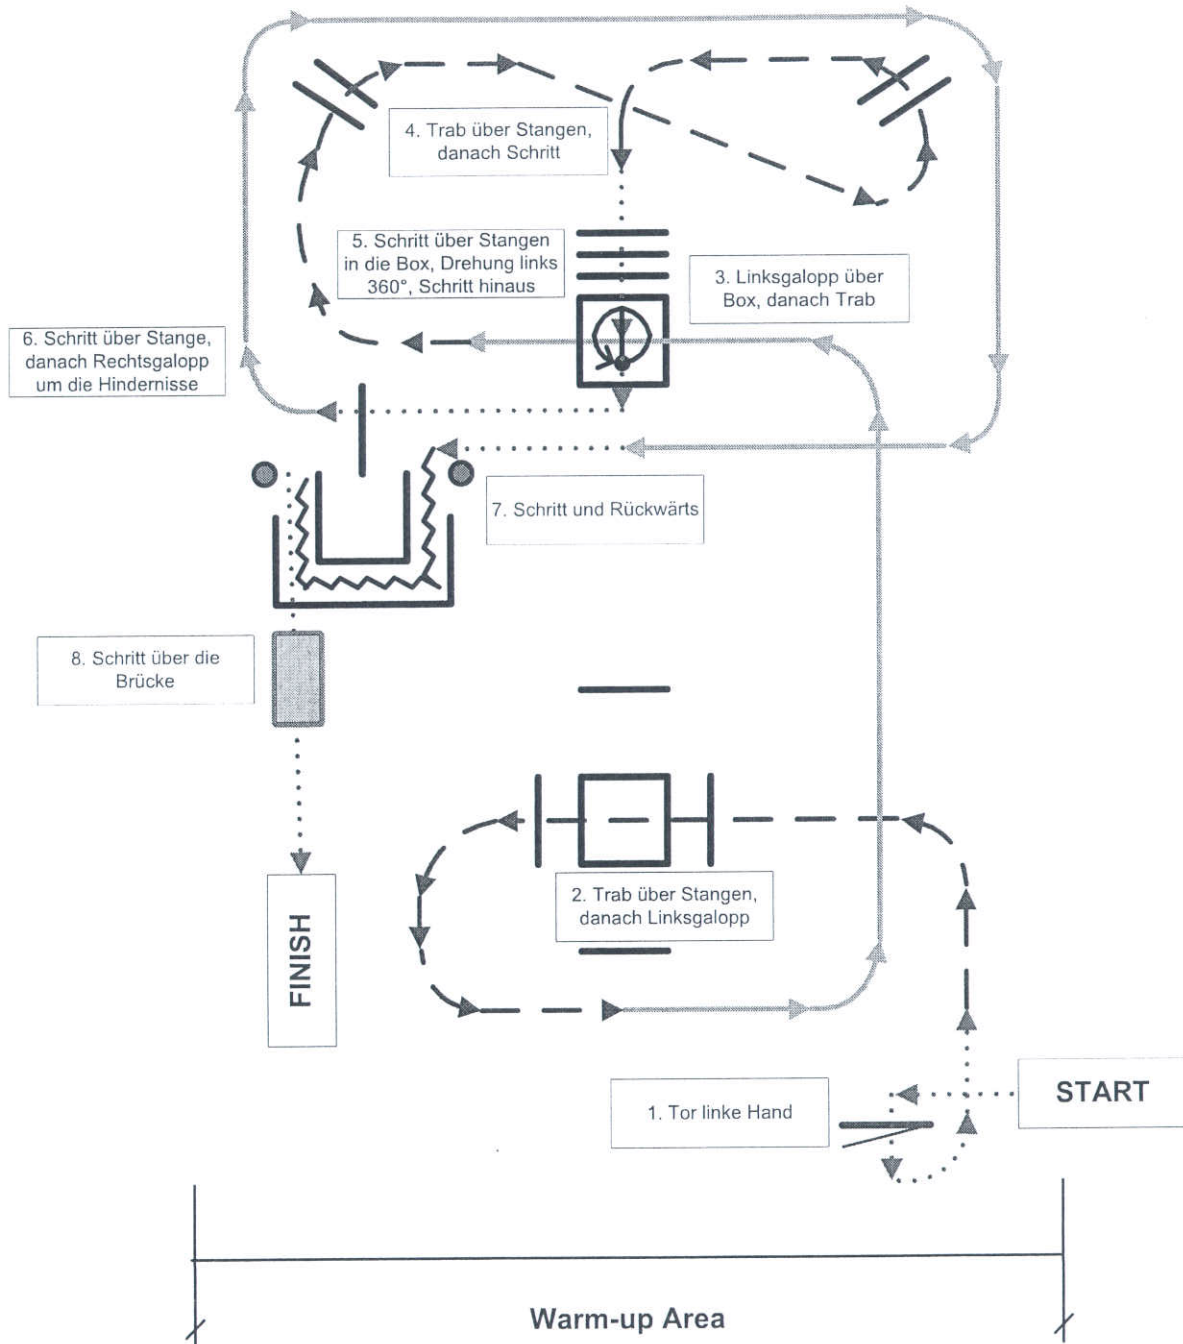 4. Trab über Stangen,
danach Schritt
5. Schritt über Stangen
in die Box, Drehung links
360°, Schritt hinaus
3. Linksgalopp über
Box, danach Trab
6. Schritt über Stange,
danach Rechtsgalopp
um die Hindernisse
7. Schritt und Rückwärts
8. Schritt über die
Brücke
2. Trab über Stangen,
danach Linksgalopp
FINISH
START
1. Tor linke Hand
Warm-up Area